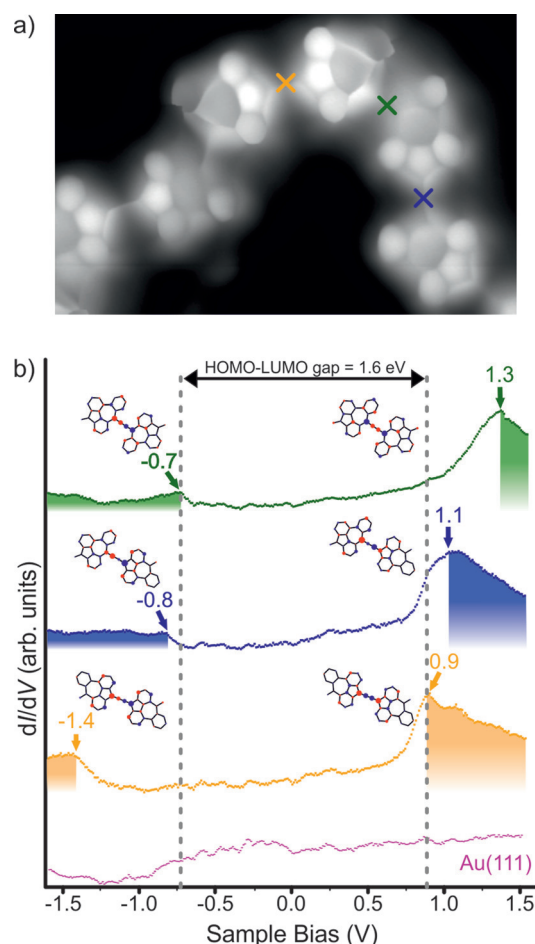 a)
b)
HOMO-LUMO gap = 1.6 eV
1.3
-0.7
1.1
-0.8
0.9
-1.4
Au(111)
dI/dV (arb. units)
-1.5 -1.0 -0.5 0.0 0.5 1.0 1.5
Sample Bias (V)